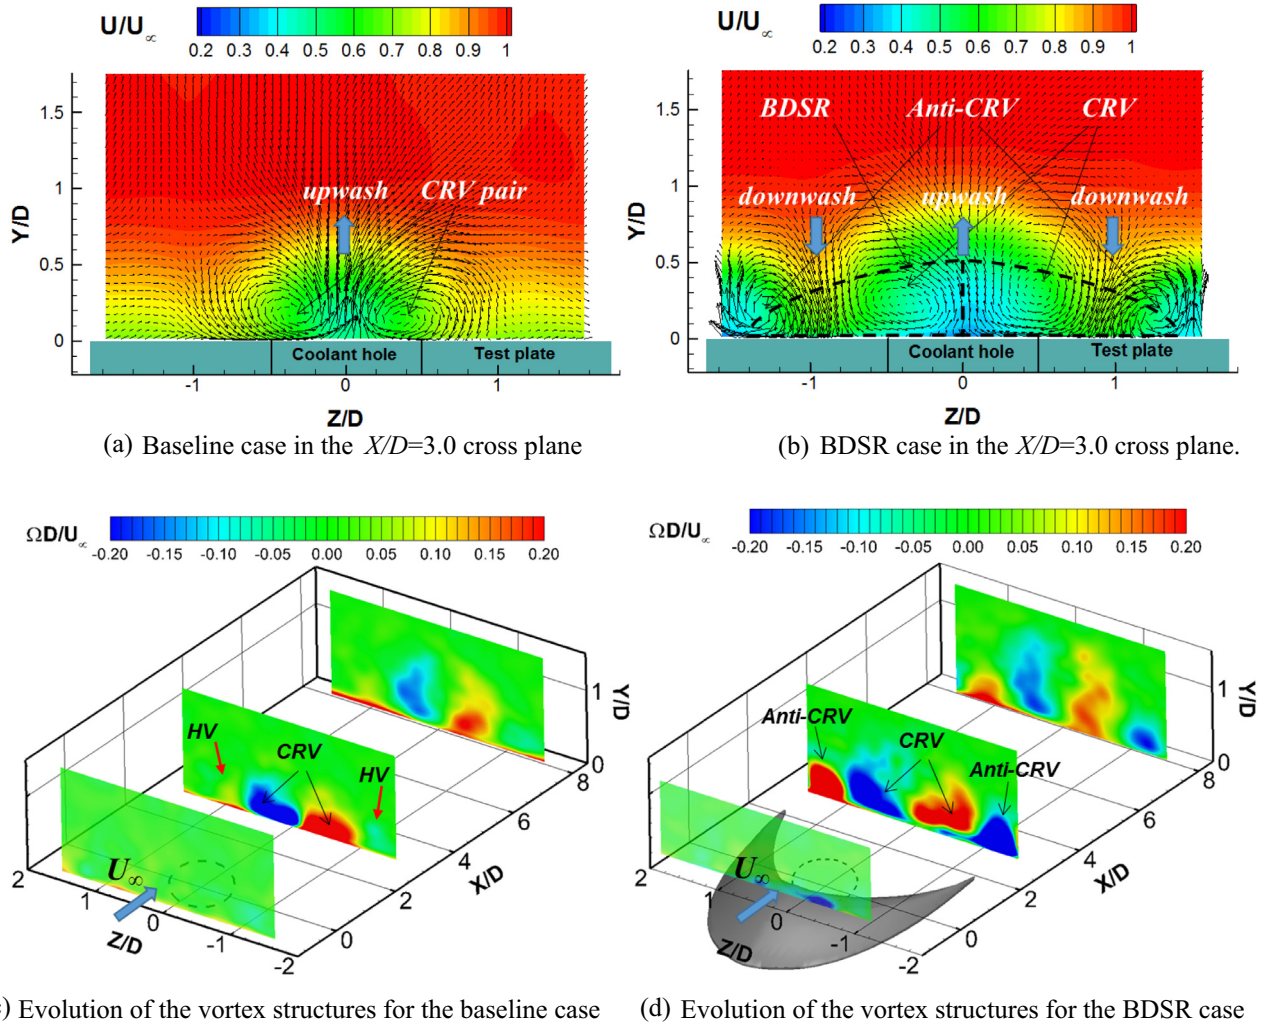 U/U∞
0.2 0.3 0.4 0.5 0.6 0.7 0.8 0.9 1
Y/D
1.5
1
0.5
0
upwash
CRV pair
Coolant hole
Test plate
-1 0 1
Z/D
(a) Baseline case in the X/D=3.0 cross plane
U/U∞
0.2 0.3 0.4 0.5 0.6 0.7 0.8 0.9 1
Y/D
1.5
1
0.5
0
BDSR Anti-CRV CRV
downwash upwash downwash
Coolant hole
Test plate
-1 0 1
Z/D
(b) BDSR case in the X/D=3.0 cross plane.
ΩD/U∞
-0.20 -0.15 -0.10 -0.05 0.00 0.05 0.10 0.15 0.20
HV
CRV
HV
U∞
2 1 0 -1 -2
Z/D
0 2 4 6 8
X/D
0 1
Y/D
) Evolution of the vortex structures for the baseline case
ΩD/U∞
-0.20 -0.15 -0.10 -0.05 0.00 0.05 0.10 0.15 0.20
Anti-CRV
CRV
Anti-CRV
U∞
2 1 0 -1 -2
Z/D
0 2 4 6 8
X/D
0 1
Y/D
(d) Evolution of the vortex structures for the BDSR case